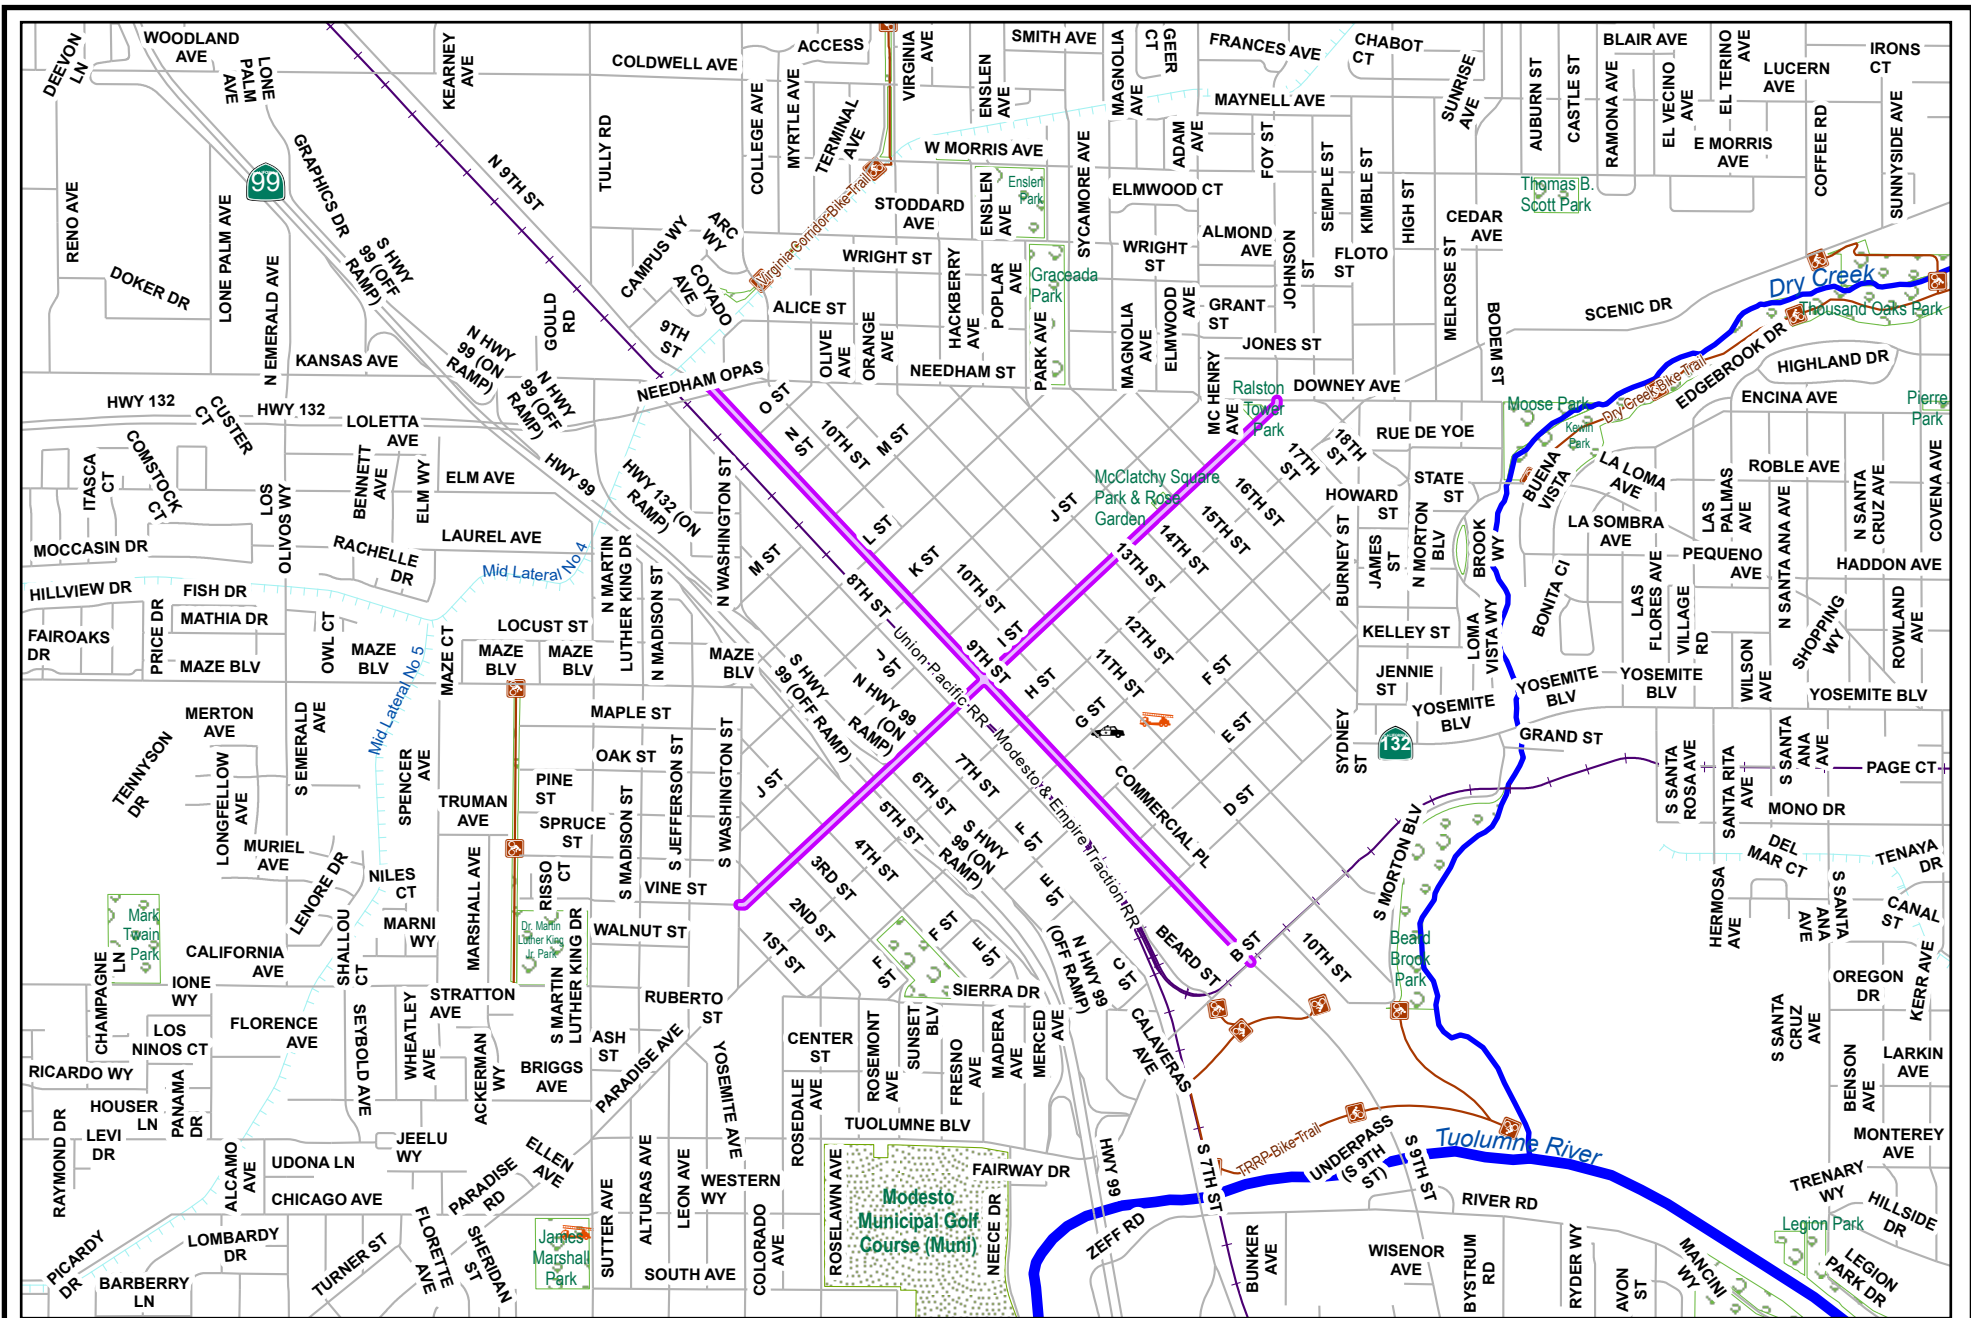 DEEVON
LN
WOODLAND
AVE
LONE
PALM
AVE
KEARNEY
AVE
COLDWELL AVE
ACCESS
VIRGINIA
AVE
SMITH AVE
ENSLEN
AVE
MAGNOLIA
AVE
GEER
CT
FRANCES AVE
CHABOT
CT
SUNRISE
AVE
BLAIR AVE
AUBURN ST
CASTLE ST
RAMONA AVE
EL VECINO
AVE
EL TERINO
AVE
LUCERN
AVE
IRONS
CT
COFFEE RD
SUNNYSIDE AVE
E MORRIS
AVE
MAYNELL AVE
TULLY RD
COLLEGE AVE
MYRTLE AVE
TERMINAL
AVE
W MORRIS AVE
SYCAMORE AVE
ADAM
AVE
FOY ST
SEMPLE ST
KIMBLE ST
HIGH ST
99
GRAPHICS DR
N 9TH ST
RENO AVE
LONE PALM AVE
S HWY
99 (OFF
RAMP)
ARC
WY
CAMPUS WY
COYADO
AVE
Virginia-Corridor-Bike-Trail
STODDARD
AVE
ENSLEN
AVE
Enslen
Park
ELMWOOD CT
ALMOND
AVE
WRIGHT
ST
CEDAR
AVE
Thomas B.
Scott Park
WRIGHT ST
HACKBERRY
AVE
POPLAR
AVE
Graceada
Park
JOHNSON
ST
FLOTO
ST
MELROSE ST
DOKER DR
N EMERALD AVE
GOULD
RD
9TH
ST
ALICE ST
OLIVE
AVE
ORANGE
AVE
NEEDHAM ST
PARK AVE
MAGNOLIA
AVE
ELMWOOD
AVE
GRANT
ST
JONES ST
BODEM ST
SCENIC DR
Dry Creek
Thousand Oaks Park
KANSAS AVE
N HWY
99 (ON
RAMP)
N HWY
99 (OFF
RAMP)
NEEDHAM OPAS
MC HENRY
AVE
Ralston
Tower
Park
DOWNEY AVE
Moose Park
Kewin
Park
Dry-Creek-Bike-Trail
EDGEBROOK DR
HIGHLAND DR
ENCINA AVE
Pierre
Park
HWY 132
CUSTER
CT
HWY 132
LOLETTA
AVE
O ST
N
ST
10TH ST
M ST
RUE DE YOE
17TH
ST
18TH
ST
COMSTOCK
CT
ITASCA
CT
LOS
OLIVOS WY
BENNETT
AVE
ELM WY
ELM AVE
HWY 99
HWY 132 (ON
RAMP)
N WASHINGTON ST
McClatchy Square
Park & Rose
Garden
J ST
16TH ST
15TH ST
14TH ST
13TH ST
HOWARD
ST
STATE
ST
BUENA
VISTA
LA LOMA
AVE
LAS
PALMAS
AVE
ROBLE AVE
N SANTA
CRUZ AVE
COVENA AVE
MOCCASIN DR
RACHELLE
DR
LAUREL AVE
Mid Lateral No 4
N MARTIN
LUTHER KING DR
N MADISON ST
M ST
L ST
K ST
8TH ST
10TH ST
BURNEY ST
JAMES
ST
N MORTON
BLV
BROOK
WY
LA SOMBRA
AVE
PEQUENO
AVE
N SANTA ANA AVE
HADDON AVE
HILLVIEW DR
FISH DR
MATHIA DR
FAIROAKS
DR
PRICE DR
MAZE BLV
OWL CT
MAZE
BLV
MAZE CT
LOCUST ST
MAZE
BLV
MAZE
BLV
MAZE
BLV
J ST
Union-Pacific-RR
9TH ST
I ST
H ST
12TH ST
11TH ST
F ST
KELLEY ST
LOMA
VISTA WY
BONITA CI
LAS
FLORES AVE
VILLAGE
RD
WILSON
AVE
SHOPPING
WY
ROWLAND
AVE
JENNIE
ST
YOSEMITE
BLV
YOSEMITE
BLV
YOSEMITE
BLV
YOSEMITE BLV
Mid Lateral No 5
S HWY
99 (OFF RAMP)
N HWY 99
(ON
RAMP)
G ST
E ST
SYDNEY
ST
132
GRAND ST
MERTON
AVE
TENNYSON
DR
S EMERALD
AVE
LONGFELLOW
AVE
SPENCER
AVE
MAPLE ST
OAK ST
PINE
ST
SPRUCE
ST
S MADISON ST
S JEFFERSON ST
S WASHINGTON ST
J ST
Modesto-&-Empire-Traction-RR
7TH ST
6TH ST
5TH ST
COMMERCIAL PL
D ST
S SANTA
ROSA AVE
SANTA RITA
AVE
S SANTA
ANA
AVE
PAGE CT
MONO DR
TRUMAN
AVE
MURIEL
AVE
LENORE DR
NILES
CT
MARSHALL AVE
RISSO
CT
VINE ST
3RD ST
4TH ST
S HWY
99 (ON
RAMP)
F
ST
E
ST
S MORTON BLV
DEL
MAR CT
TENAYA
DR
CANAL
ST
HERMOSA
AVE
S SANTA
ANA
AVE
Mark
Twain
Park
CHAMPAGNE
LN
CALIFORNIA
AVE
SHALLOU
CT
MARNI
WY
Dr. Martin
Luther King
Jr. Park
WALNUT ST
2ND ST
1ST ST
F ST
E
ST
F
ST
SIERRA DR
N HWY 99
(OFF RAMP)
C
ST
BEARD ST
B ST
10TH ST
Beard
Brook
Park
OREGON
DR
KERR AVE
IONE
WY
FLORENCE
AVE
STRATTON
AVE
S MARTIN
LUTHER KING DR
RUBERTO
ST
ASH
ST
PARADISE AVE
CENTER
ST
ROSEMONT
AVE
SUNSET
BLV
FRESNO
AVE
MADERA
AVE
MERCED
AVE
CALAVERAS
AVE
S SANTA
CRUZ
AVE
LARKIN
AVE
LOS
NINOS CT
RICARDO WY
HOUSER
LN
PANAMA
DR
SEYBOLD AVE
WHEATLEY
AVE
ACKERMAN
WY
BRIGGS
AVE
YOSEMITE AVE
ROSEDALE
AVE
TUOLUMNE BLV
BENSON
AVE
MONTEREY
AVE
RAYMOND DR
LEVI
DR
ALCAMO
AVE
UDONA LN
CHICAGO AVE
JEELU
WY
PARADISE
RD
ELLEN
AVE
ALTURAS AVE
LEON AVE
WESTERN
WY
SUTTER AVE
COLORADO
AVE
ROSELAWN AVE
FAIRWAY DR
HWY 99
S 7TH ST
TRRP-Bike-Trail
UNDERPASS
(S 9TH
ST)
S 9TH ST
Tuolumne River
RIVER RD
TRENARY
WY
HILLSIDE
DR
Modesto
Municipal Golf
Course (Muni)
NEECE DR
ZEFF RD
PICARDY
DR
LOMBARDY
DR
BARBERRY
LN
TURNER ST
FLORETTE
AVE
SHERIDAN
ST
James
Marshall
Park
SOUTH AVE
BUNKER
AVE
WISENOR
AVE
BYSTRUM
RD
RYDER WY
AVON
ST
MANCINI
WY
Legion Park
LEGION
PARK DR